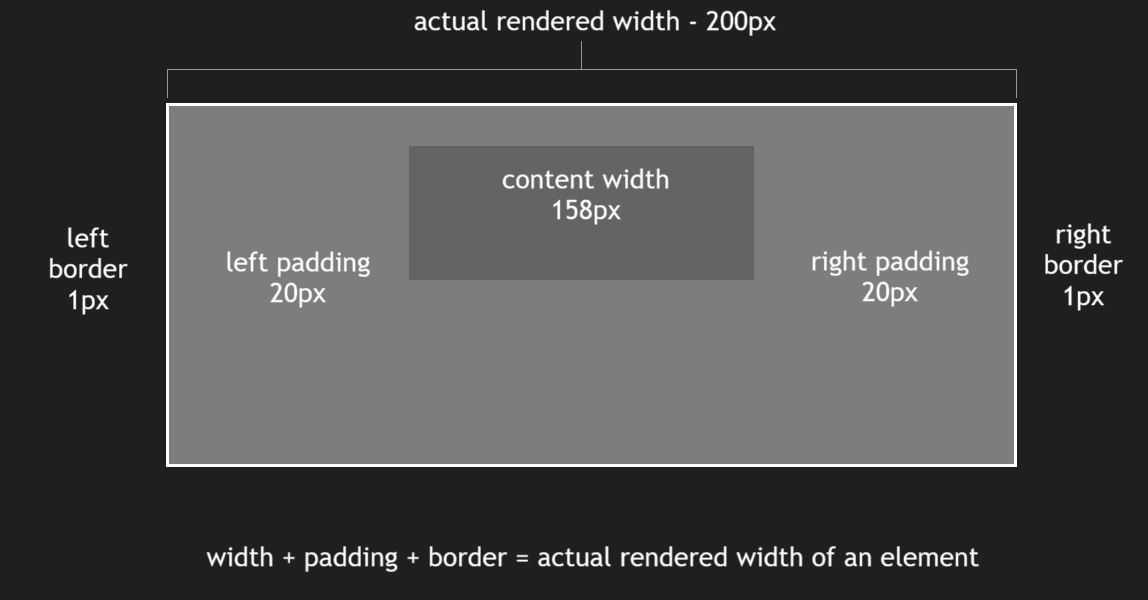 actual rendered width - 200px
content width
158px
left
border
1px
left padding
20px
right padding
20px
right
border
1px
width + padding + border = actual rendered width of an element